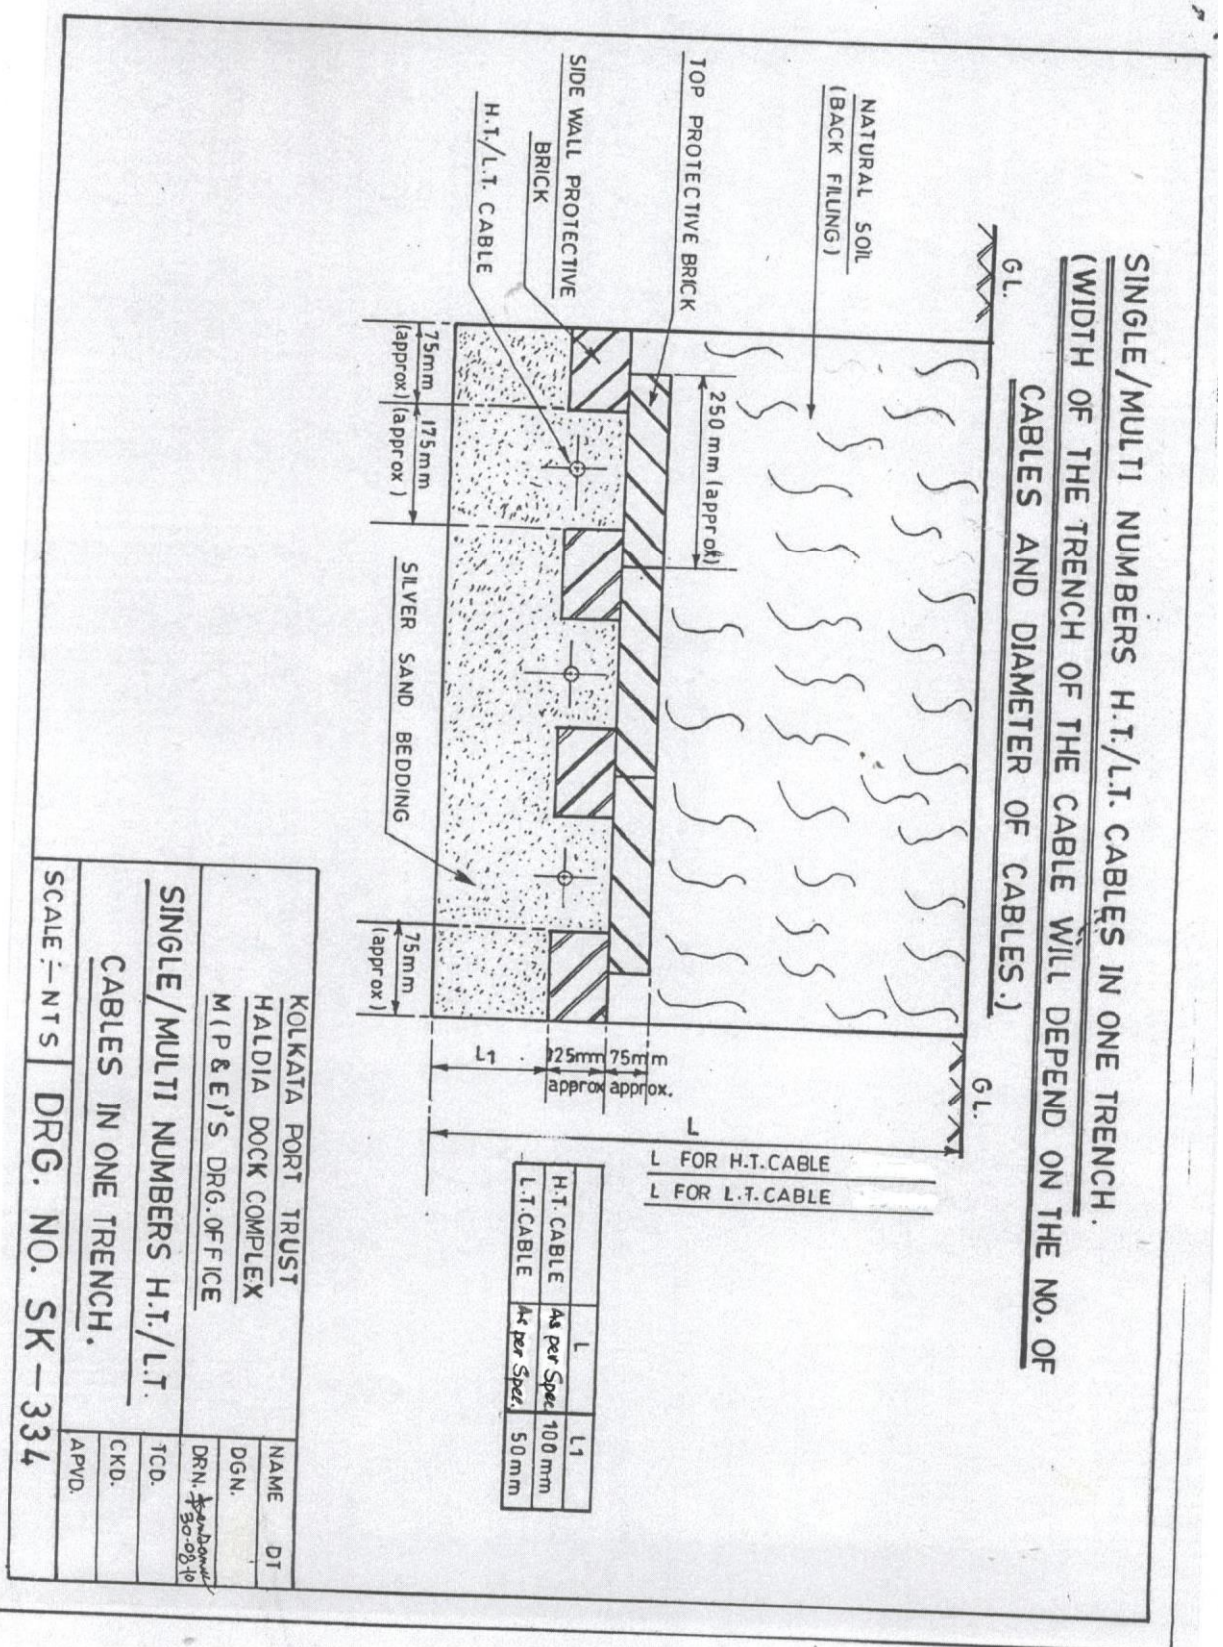 SINGLE/MULTI NUMBERS H.T./L.T. CABLES IN ONE TRENCH.
(WIDTH OF THE TRENCH OF THE CABLE WILL DEPEND ON THE NO. OF
CABLES AND DIAMETER OF CABLES.)
G.L.
G.L.
NATURAL SOIL
(BACK FILLING)
TOP PROTECTIVE BRICK
250 mm (approx)
SIDE WALL PROTECTIVE
BRICK
H.T./L.T. CABLE
75mm
(approx)
175mm
(approx)
SILVER SAND BEDDING
75mm
(approx)
L1
125mm
approx
75mm
approx.
L
L FOR H.T. CABLE
L FOR L.T. CABLE
L L1
H.T. CABLE As per Spec. 100 mm
L.T. CABLE As per Spec. 50mm
KOLKATA PORT TRUST
HALDIA DOCK COMPLEX
M(P & E)'S DRG. OFFICE
NAME DT
DGN.
DRN. 30-08-10
TCD.
CKD.
APVD.
SINGLE/MULTI NUMBERS H.T./L.T.
CABLES IN ONE TRENCH.
SCALE :- NTS DRG. NO. SK-334